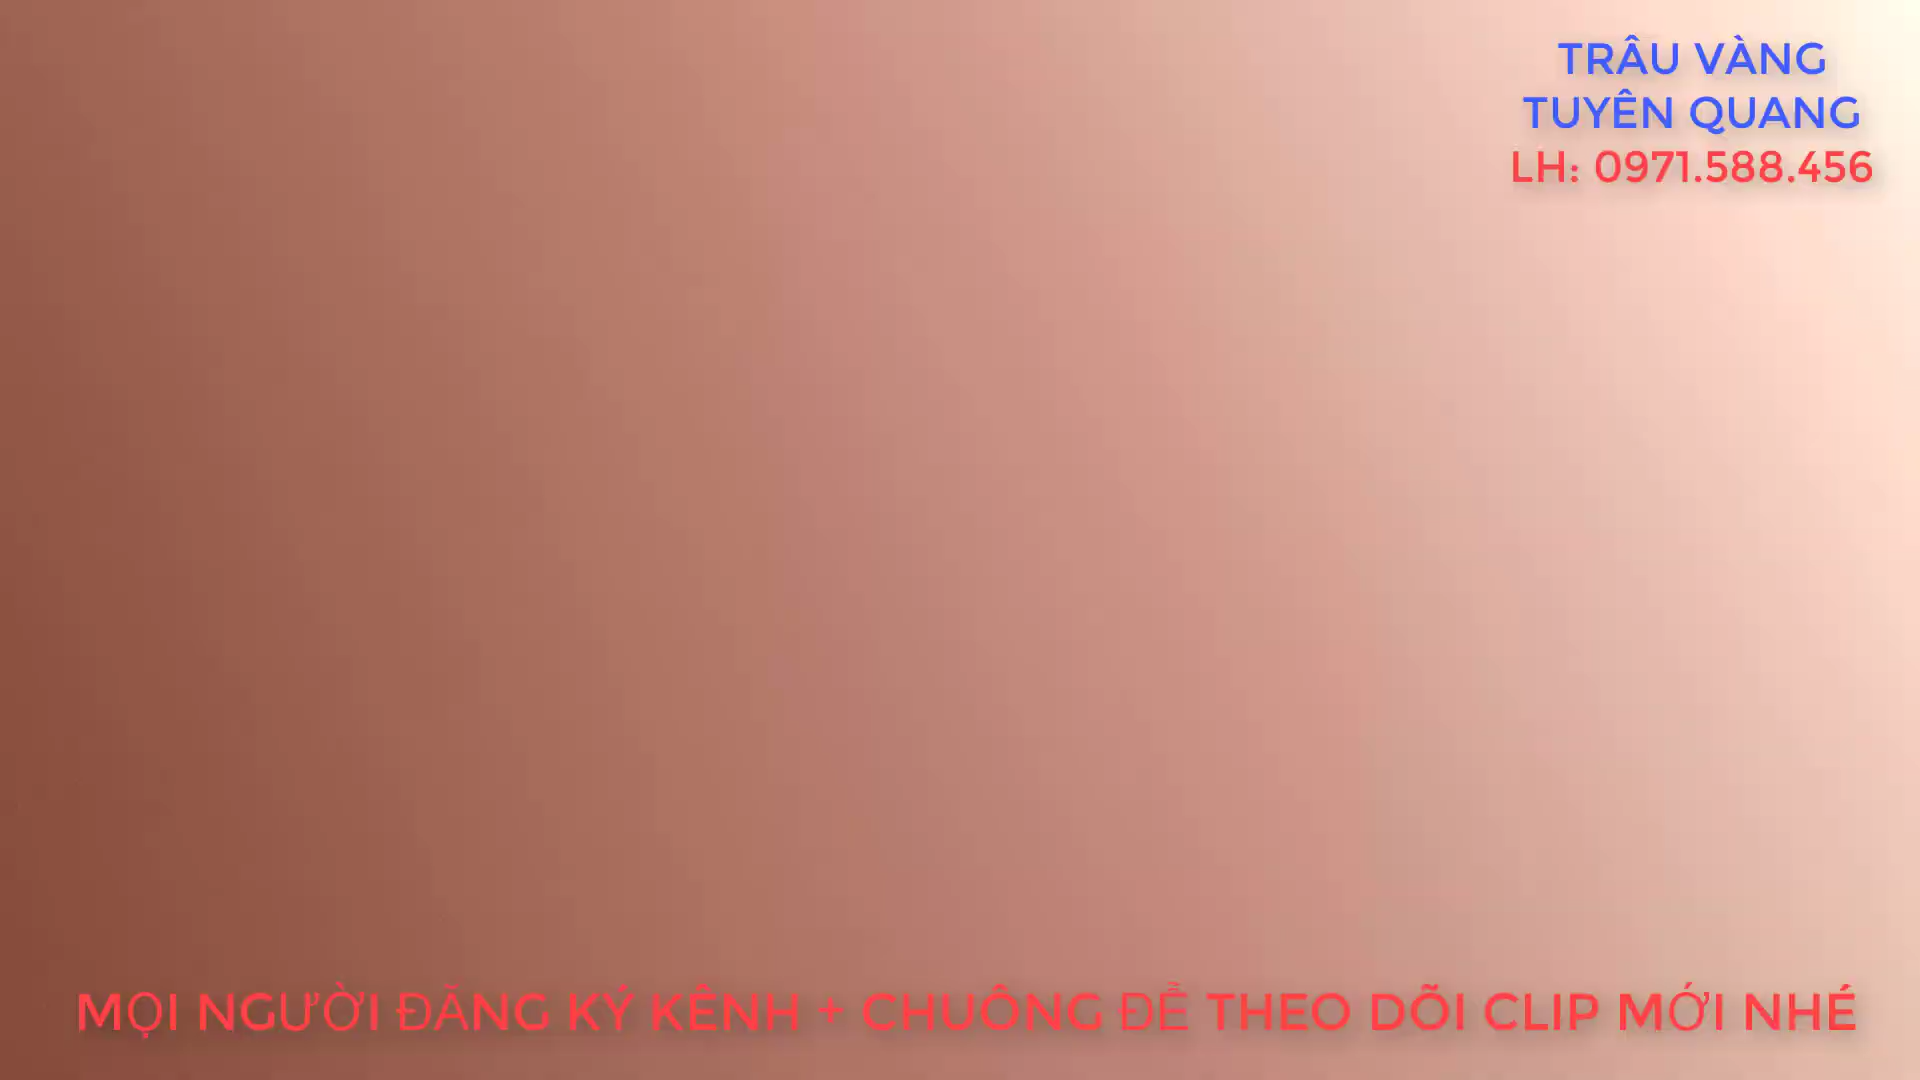 TRÂU VÀNG
TUYÊN QUANG
LH: 0971.588.456
MỌI NGƯỜI ĐĂNG KÝ KÊNH + CHUÔNG ĐỂ THEO DÕI CLIP MỚI NHÉ